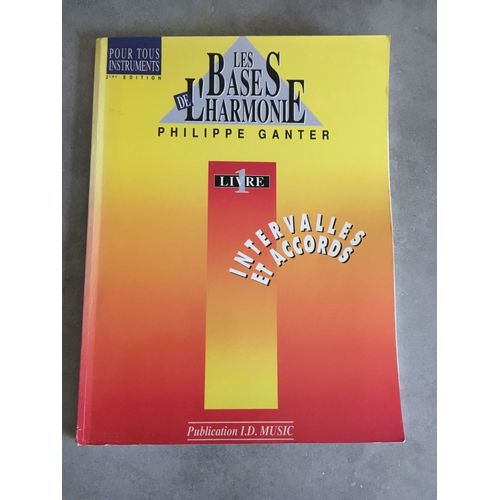 POUR TOUS
INSTRUMENTS
2ème EDITION
LES
BASES
DE L'HARMONIE
PHILIPPE GANTER
LIVRE 1
INTERVALLES
ET ACCORDS
Publication I.D. MUSIC